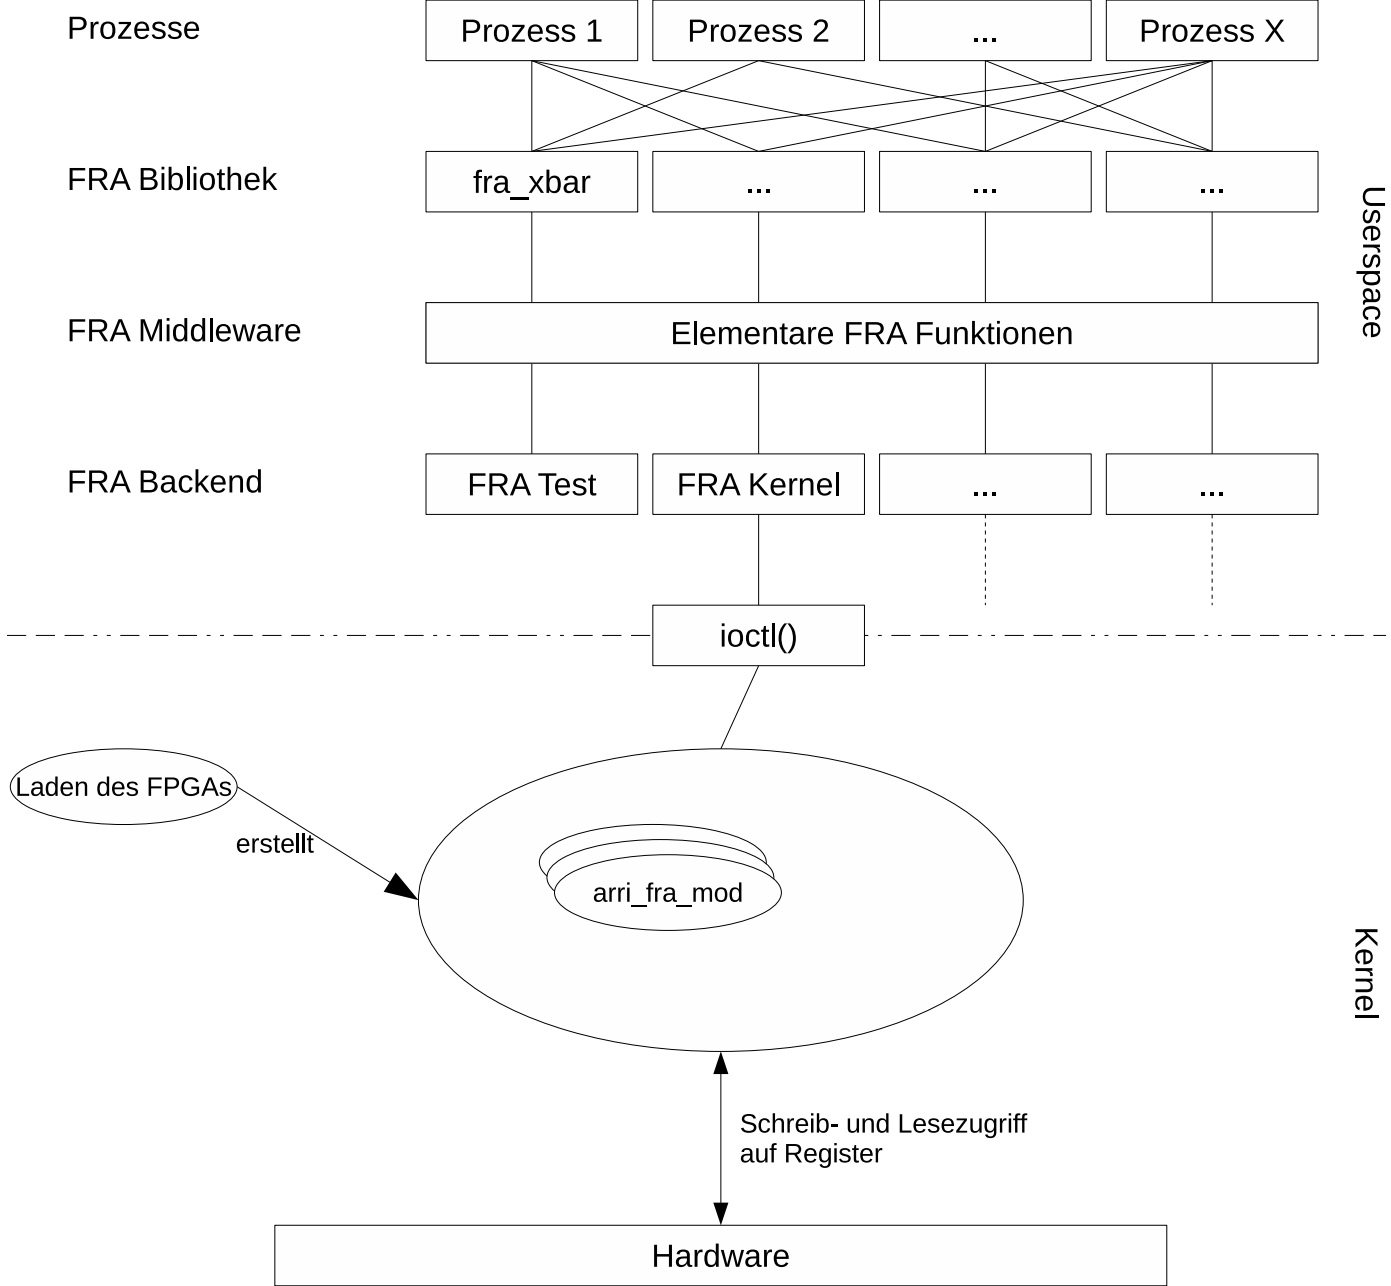 Prozesse
Prozess 1
Prozess 2
...
Prozess X
FRA Bibliothek
fra_xbar
...
...
...
Userspace
FRA Middleware
Elementare FRA Funktionen
FRA Backend
FRA Test
FRA Kernel
...
...
ioctl()
Laden des FPGAs
erstellt
arri_fra_mod
Kernel
Schreib- und Lesezugriff
auf Register
Hardware